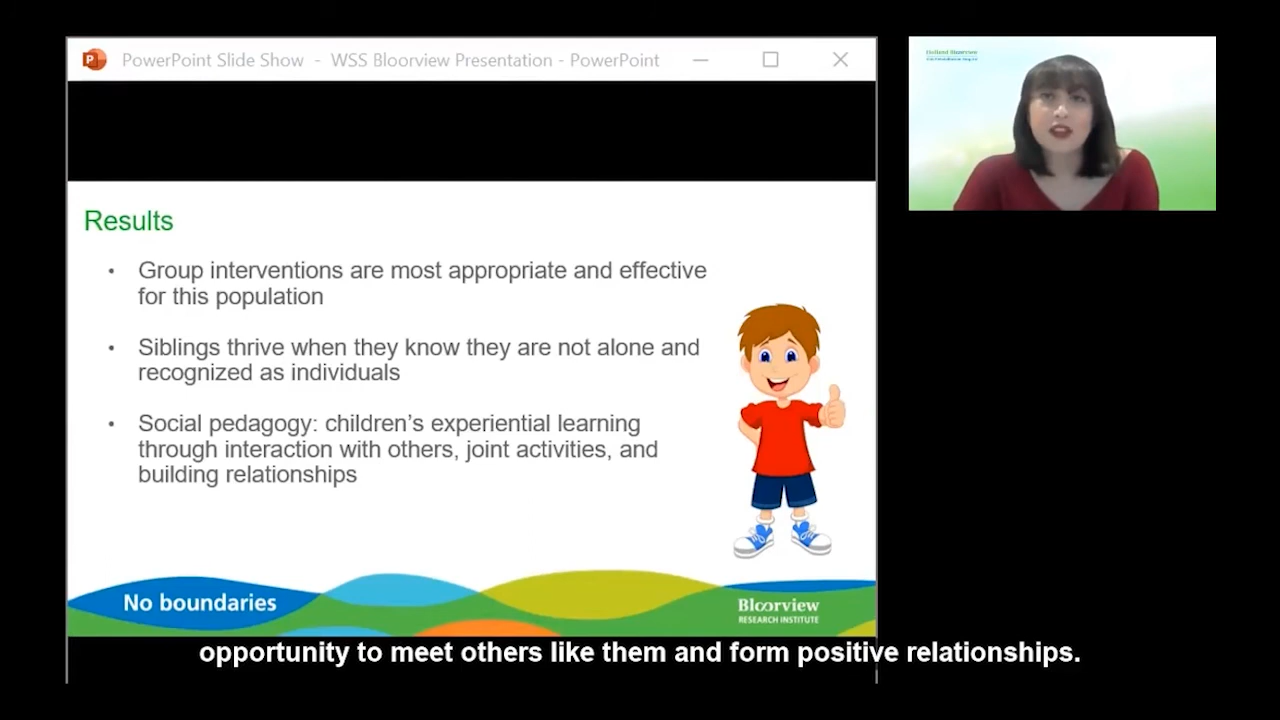 PowerPoint Slide Show - WSS Bloorview Presentation - PowerPoint
Holland Bloorview
Results
• Group interventions are most appropriate and effective
for this population
• Siblings thrive when they know they are not alone and
recognized as individuals
• Social pedagogy: children’s experiential learning
through interaction with others, joint activities, and
building relationships
No boundaries
Bloorview
RESEARCH INSTITUTE
opportunity to meet others like them and form positive relationships.